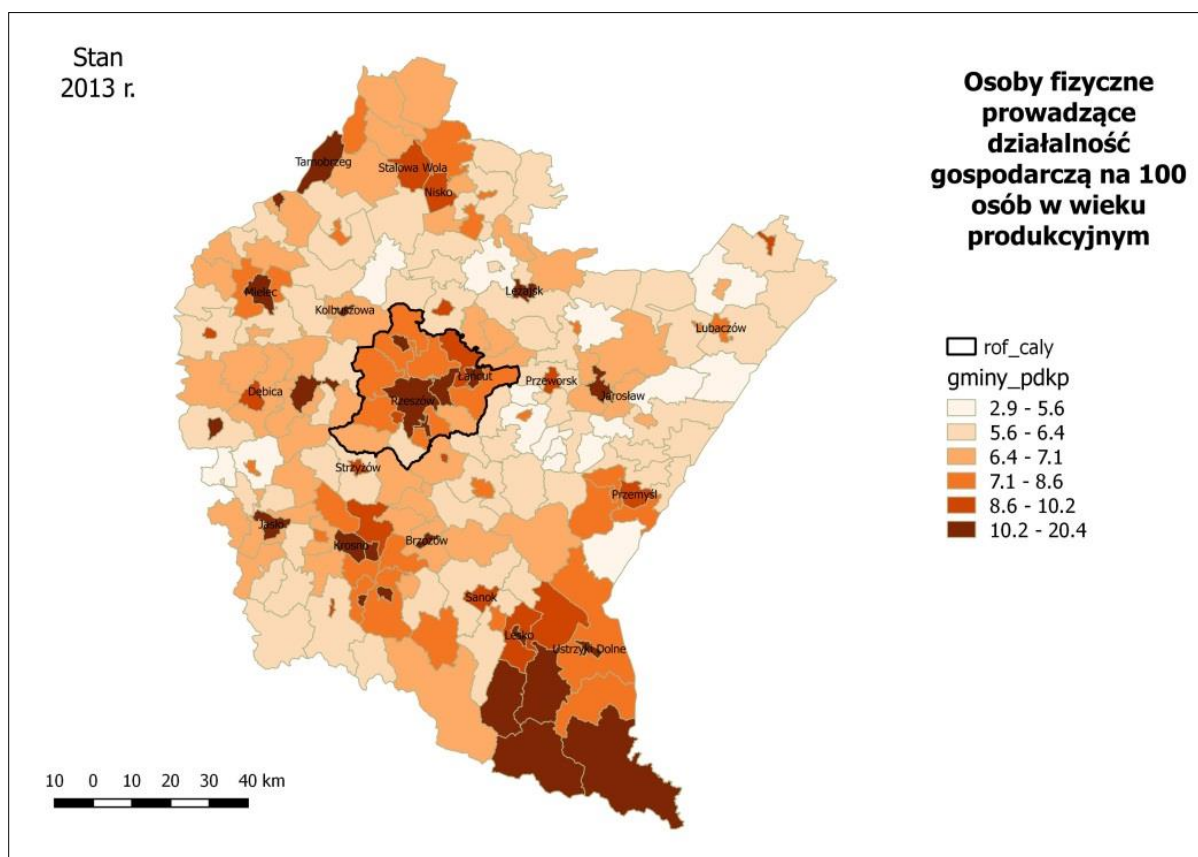 Stan
2013 r.
Osoby fizyczne
prowadzące
działalność
gospodarczą na 100
osób w wieku
produkcyjnym
Tarnobrzeg
Stalowa Wola
Nisko
Leżajsk
Mielec
Kolbuszowa
Lubaczów
Łańcut
Przeworsk
Dębica
Rzeszów
Jarosław
Strzyżów
Przemyśl
Jasło
Krosno
Brzozów
Sanok
Lesko
Ustrzyki Dolne
rof_caly
gminy_pdkp
2.9 - 5.6
5.6 - 6.4
6.4 - 7.1
7.1 - 8.6
8.6 - 10.2
10.2 - 20.4
10 0 10 20 30 40 km